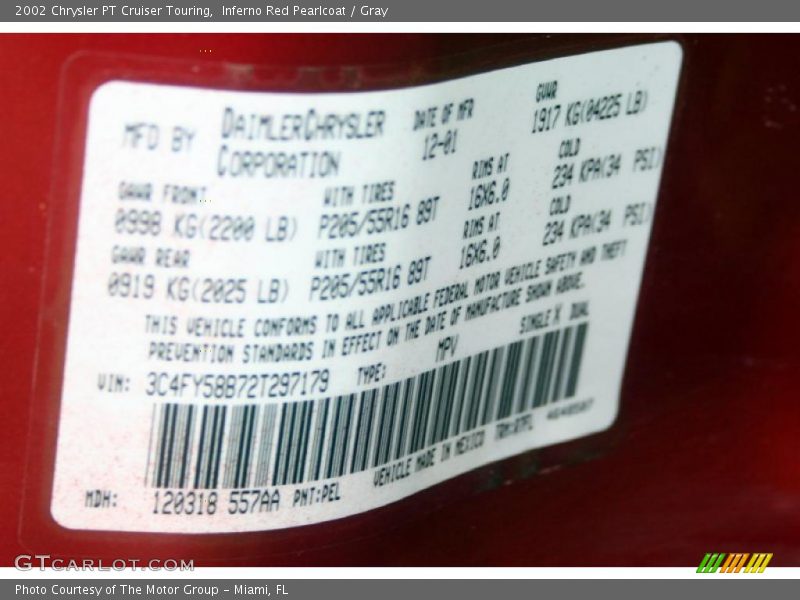 2002 Chrysler PT Cruiser Touring,  Inferno Red Pearlcoat / Gray
MFD BY DAIMLERCHRYSLER CORPORATION DATE OF MFR 12-01 GVWR 1917 KG(04225 LB)
GAWR FRONT WITH TIRES RIMS AT COLD
0998 KG(2200 LB) P205/55R16 89T 16X6.0 234 KPA(34 PSI)
GAWR REAR WITH TIRES RIMS AT COLD
0919 KG(2025 LB) P205/55R16 89T 16X6.0 234 KPA(34 PSI)
THIS VEHICLE CONFORMS TO ALL APPLICABLE FEDERAL MOTOR VEHICLE SAFETY AND THEFT
PREVENTION STANDARDS IN EFFECT ON THE DATE OF MANUFACTURE SHOWN ABOVE.
VIN: 3C4FY58B72T297179 TYPE: MPV SINGLE X DUAL
VEHICLE MADE IN MEXICO
MDH: 120318 557AA PNT:PEL
GTCARLOT.COM
Photo Courtesy of The Motor Group - Miami, FL